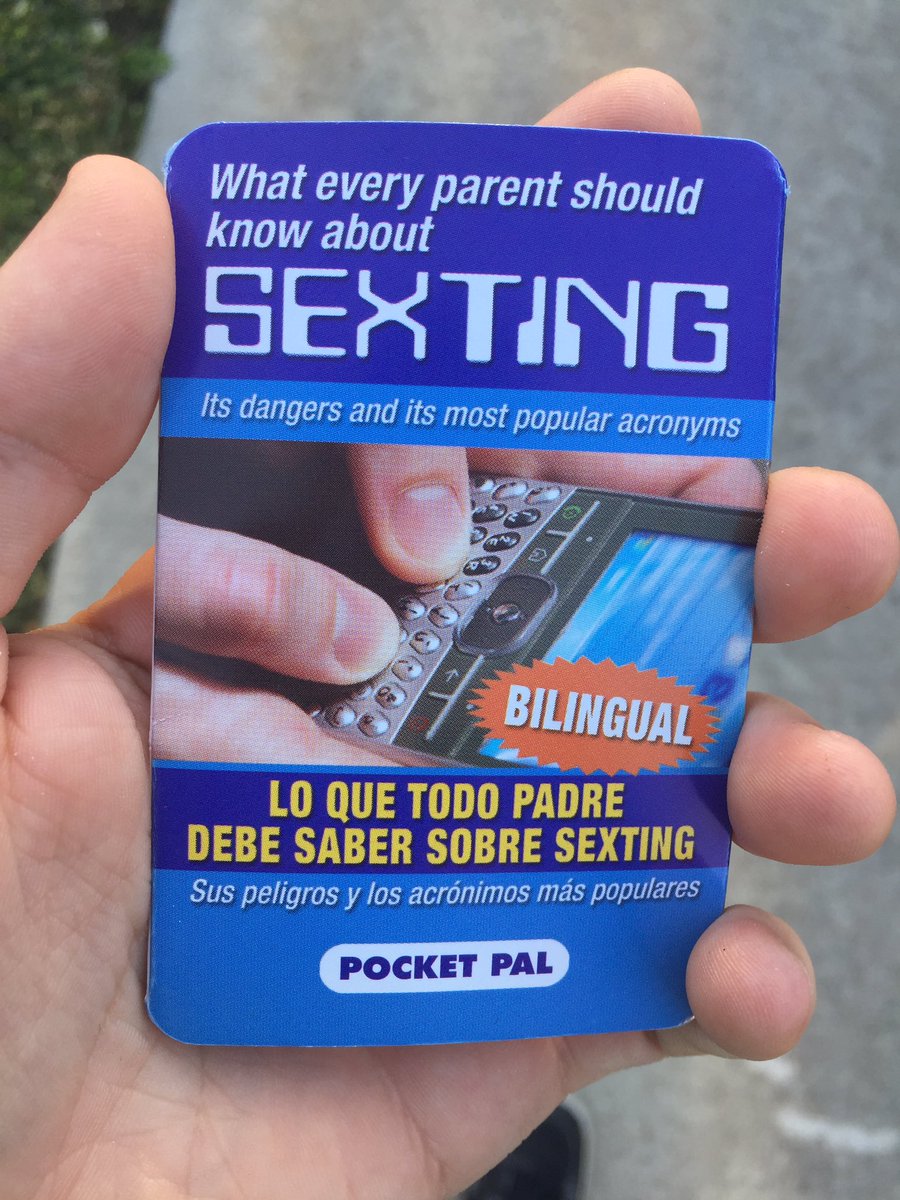 What every parent should
know about
SEXTING
Its dangers and its most popular acronyms
BILINGUAL
LO QUE TODO PADRE
DEBE SABER SOBRE SEXTING
Sus peligros y los acrónimos más populares
POCKET PAL